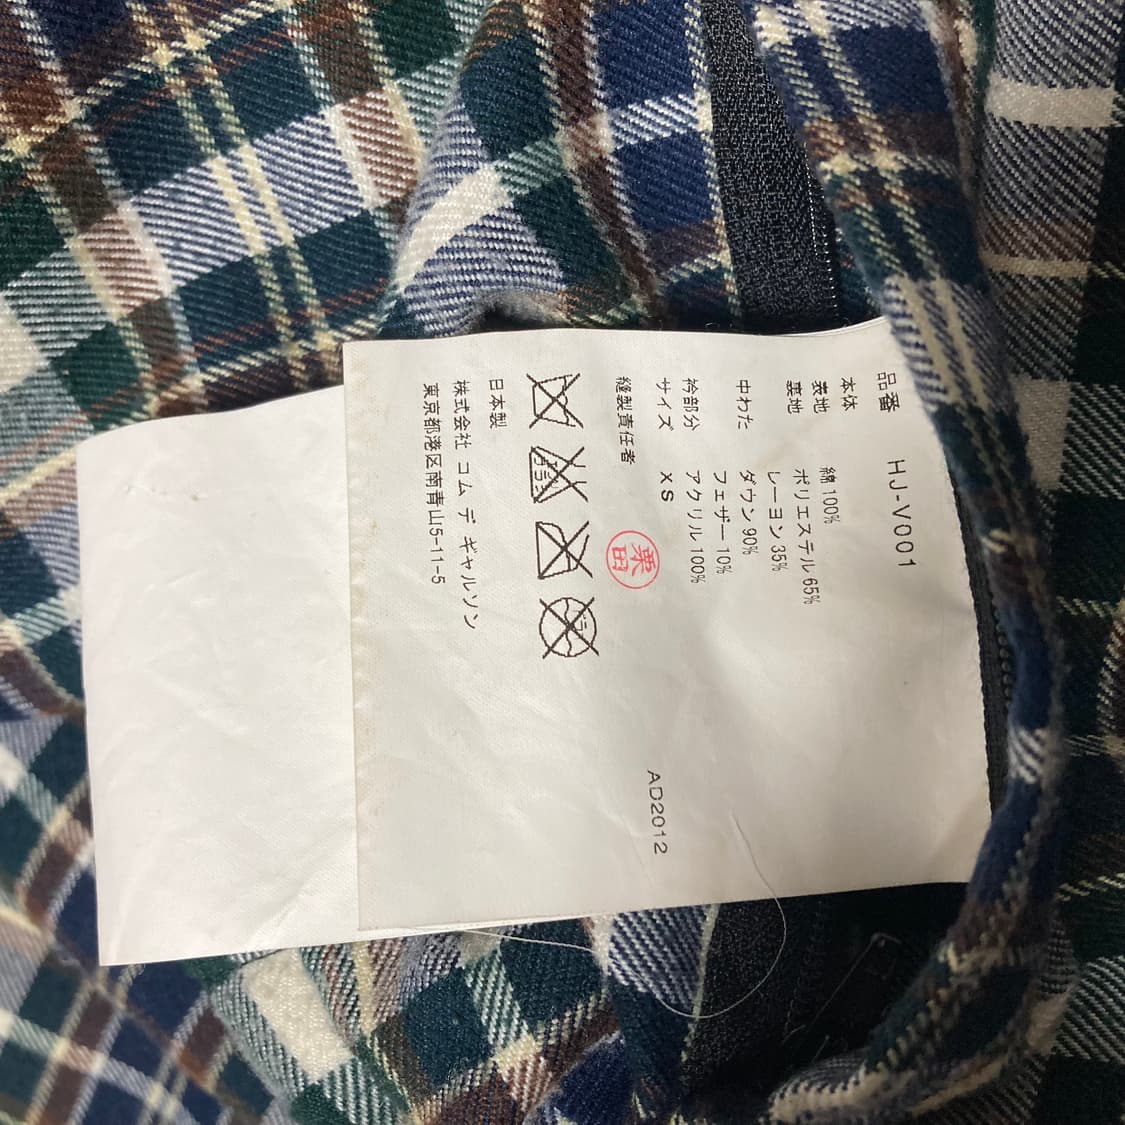 品番 HJ-V001
本体
表地 綿 100%
裏地 ポリエステル 65%
レーヨン 35%
中わた ダウン 90%
フェザー 10%
衿部分 アクリル 100%
サイズ XS
AD2012
縫製責任者 栗田
日本製
株式会社 コム デ ギャルソン
東京都港区南青山5-11-5